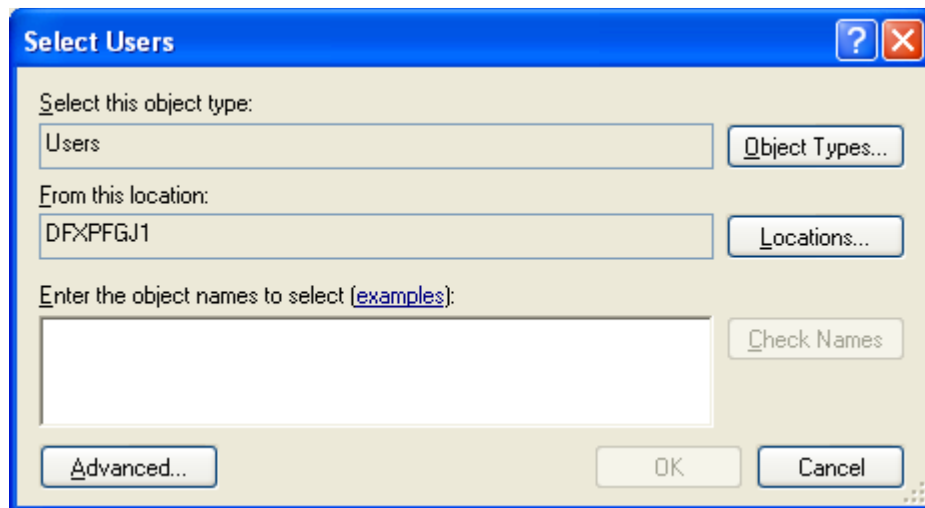 Select Users
Select this object type:
Users
Object Types...
From this location:
DFXPFGJ1
Locations...
Enter the object names to select (examples):
Check Names
Advanced...
OK
Cancel